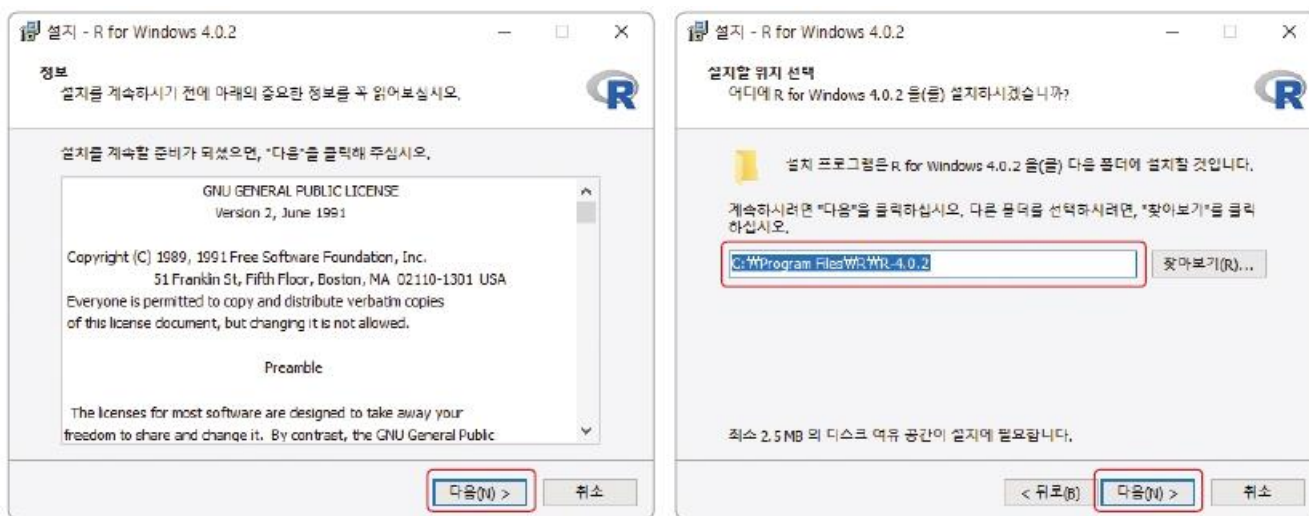 설치 - R for Windows 4.0.2
정보
설치를 계속하시기 전에 아래의 중요한 정보를 꼭 읽어보십시오.
R
설치를 계속할 준비가 되셨으면, "다음"을 클릭해 주십시오.
GNU GENERAL PUBLIC LICENSE
Version 2, June 1991
Copyright (C) 1989, 1991 Free Software Foundation, Inc.
51 Franklin St, Fifth Floor, Boston, MA 02110-1301 USA
Everyone is permitted to copy and distribute verbatim copies
of this license document, but changing it is not allowed.
Preamble
The licenses for most software are designed to take away your
freedom to share and change it. By contrast, the GNU General Public
다음(N) >
취소
설치 - R for Windows 4.0.2
설치할 위치 선택
어디에 R for Windows 4.0.2 을(를) 설치하시겠습니까?
R
설치 프로그램은 R for Windows 4.0.2 을(를) 다음 폴더에 설치할 것입니다.
계속하시려면 "다음"을 클릭하십시오. 다른 폴더를 선택하시려면, "찾아보기"를 클릭
하십시오.
C:₩Program Files₩R₩R-4.0.2
찾아보기(R)...
최소 2.5 MB 의 디스크 여유 공간이 설치에 필요합니다.
< 뒤로(B)
다음(N) >
취소